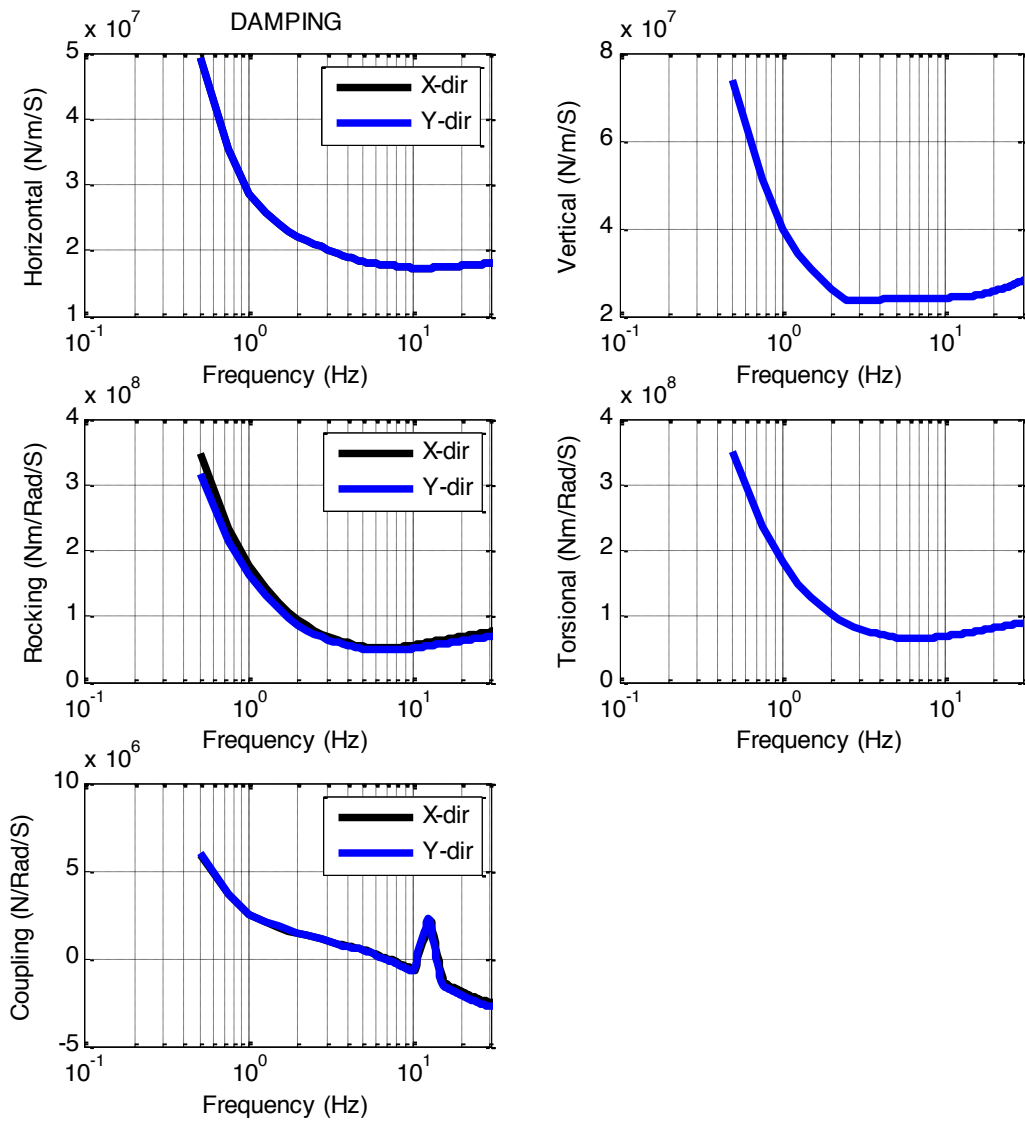 DAMPING
x 10^7
5
4
3
2
1
Horizontal (N/m/S)
X-dir
Y-dir
10^-1 10^0 10^1
Frequency (Hz)
x 10^7
8
6
4
2
Vertical (N/m/S)
10^-1 10^0 10^1
Frequency (Hz)
x 10^8
4
3
2
1
0
Rocking (Nm/Rad/S)
X-dir
Y-dir
10^-1 10^0 10^1
Frequency (Hz)
x 10^8
4
3
2
1
0
Torsional (Nm/Rad/S)
10^-1 10^0 10^1
Frequency (Hz)
x 10^6
10
5
0
-5
Coupling (N/Rad/S)
X-dir
Y-dir
10^-1 10^0 10^1
Frequency (Hz)